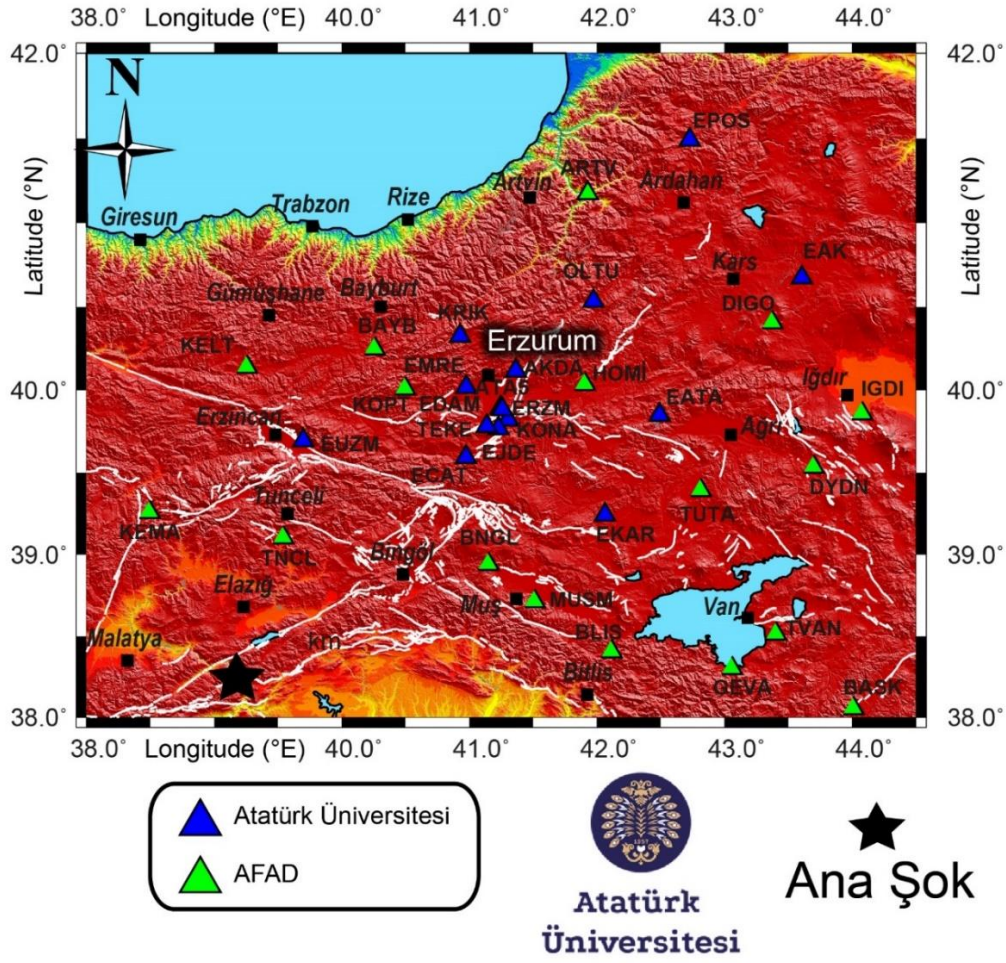 38.0° Longitude (°E) 40.0° 41.0° 42.0° 43.0° 44.0°
42.0° 42.0°
N
EPOS
ARTV
Artvin Ardahan
Latitude (°N) Latitude (°N)
Giresun Trabzon Rize
OLTU Kars EAK
Gümüşhane Bayburt DIGO
KELT BAYB KRIK
Erzurum
EMRE AKDA HOMİ
40.0° 40.0°
Iğdır IGDI
KOPT EDAM ERZM EATA
Erzincan EUZM TEKE KONA Ağrı
ECAT EJDE DYDN
KEMA Tunceli TUTA
TNCL BNGL EKAR
39.0° 39.0°
Elazığ Bingöl
Muş MUSM Van
Malatya km BLIS TVAN
Bitlis GEVA BASK
38.0° 38.0°
38.0° Longitude (°E) 40.0° 41.0° 42.0° 43.0° 44.0°
Atatürk Üniversitesi
AFAD
1957
Atatürk
Üniversitesi
Ana Şok